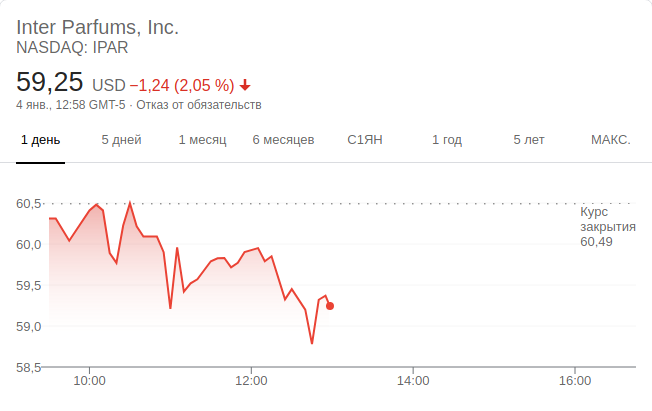 Inter Parfums, Inc.
NASDAQ: IPAR
59,25 USD −1,24 (2,05 %)
4 янв., 12:58 GMT-5 · Отказ от обязательств
1 день 5 дней 1 месяц 6 месяцев С1ЯН 1 год 5 лет МАКС.
60,5
Курс
закрытия
60,49
60,0
59,5
59,0
58,5
10:00 12:00 14:00 16:00